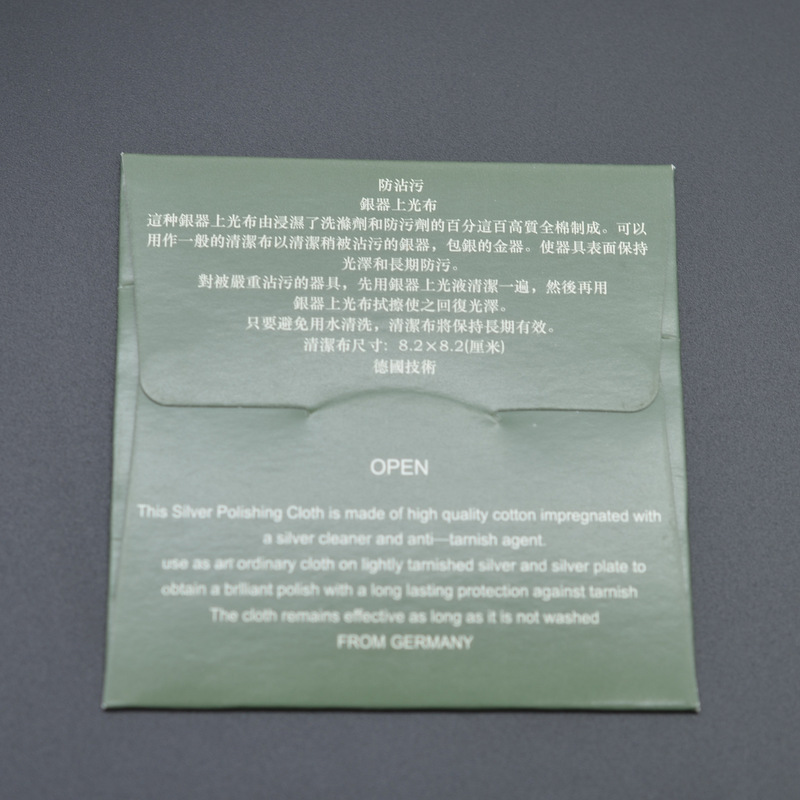 防沾污
銀器上光布
這种銀器上光布由浸濕了洗滌劑和防污劑的百分這百高質全棉制成。可以
用作一般的清潔布以清潔稍被沾污的銀器，包銀的金器。使器具表面保持
光澤和長期防污。
對被嚴重沾污的器具，先用銀器上光液清潔一遍，然後再用
銀器上光布拭擦使之回復光澤。
只要避免用水清洗，清潔布將保持長期有效。
清潔布尺寸：8.2×8.2(厘米)
德國技術
OPEN
This Silver Polishing Cloth is made of high quality cotton impregnated with
a silver cleaner and anti—tarnish agent.
use as art ordinary cloth on lightly tarnished silver and silver plate to
obtain a brlliant polish with a long lasting protection against tarnish
The cloth remains effective as long as it is not washed
FROM GERMANY